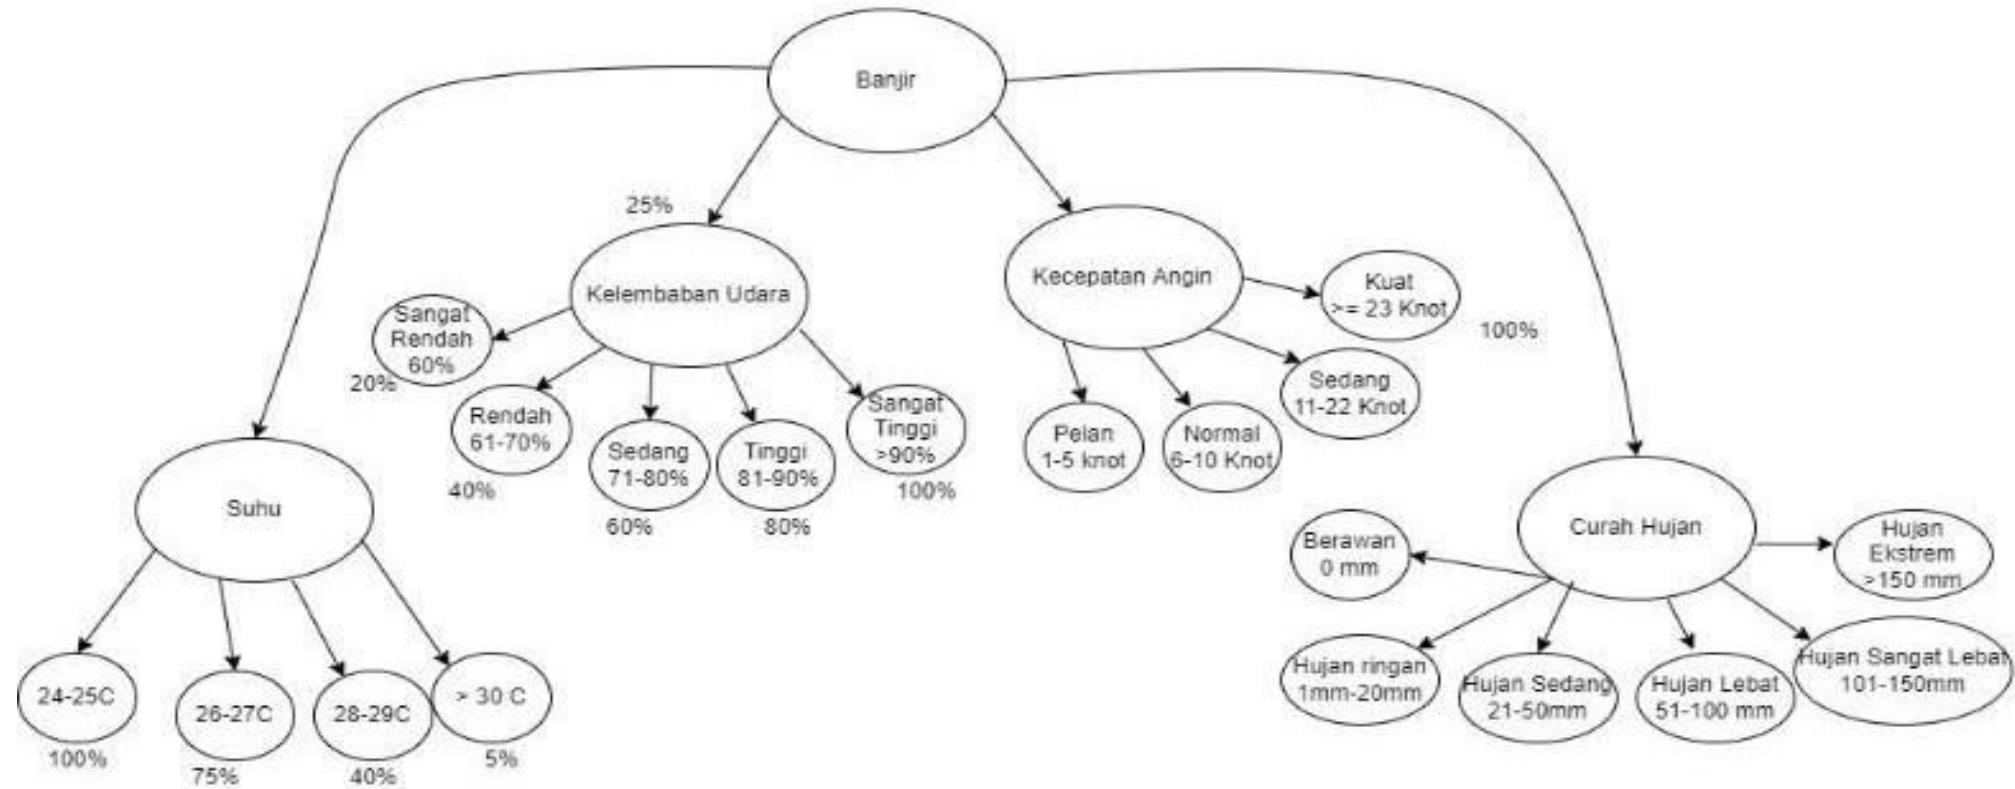 Banjir
25%
Kelembaban Udara
Sangat
Rendah
60%
20%
Rendah
61-70%
40%
Sedang
71-80%
60%
Tinggi
81-90%
80%
Sangat
Tinggi
>90%
100%
Kecepatan Angin
Kuat
>= 23 Knot
100%
Sedang
11-22 Knot
Pelan
1-5 knot
Normal
6-10 Knot
Suhu
24-25C
100%
26-27C
75%
28-29C
40%
> 30 C
5%
Curah Hujan
Berawan
0 mm
Hujan ringan
1mm-20mm
Hujan Sedang
21-50mm
Hujan Lebat
51-100 mm
Hujan Sangat Lebat
101-150mm
Hujan
Ekstrem
>150 mm